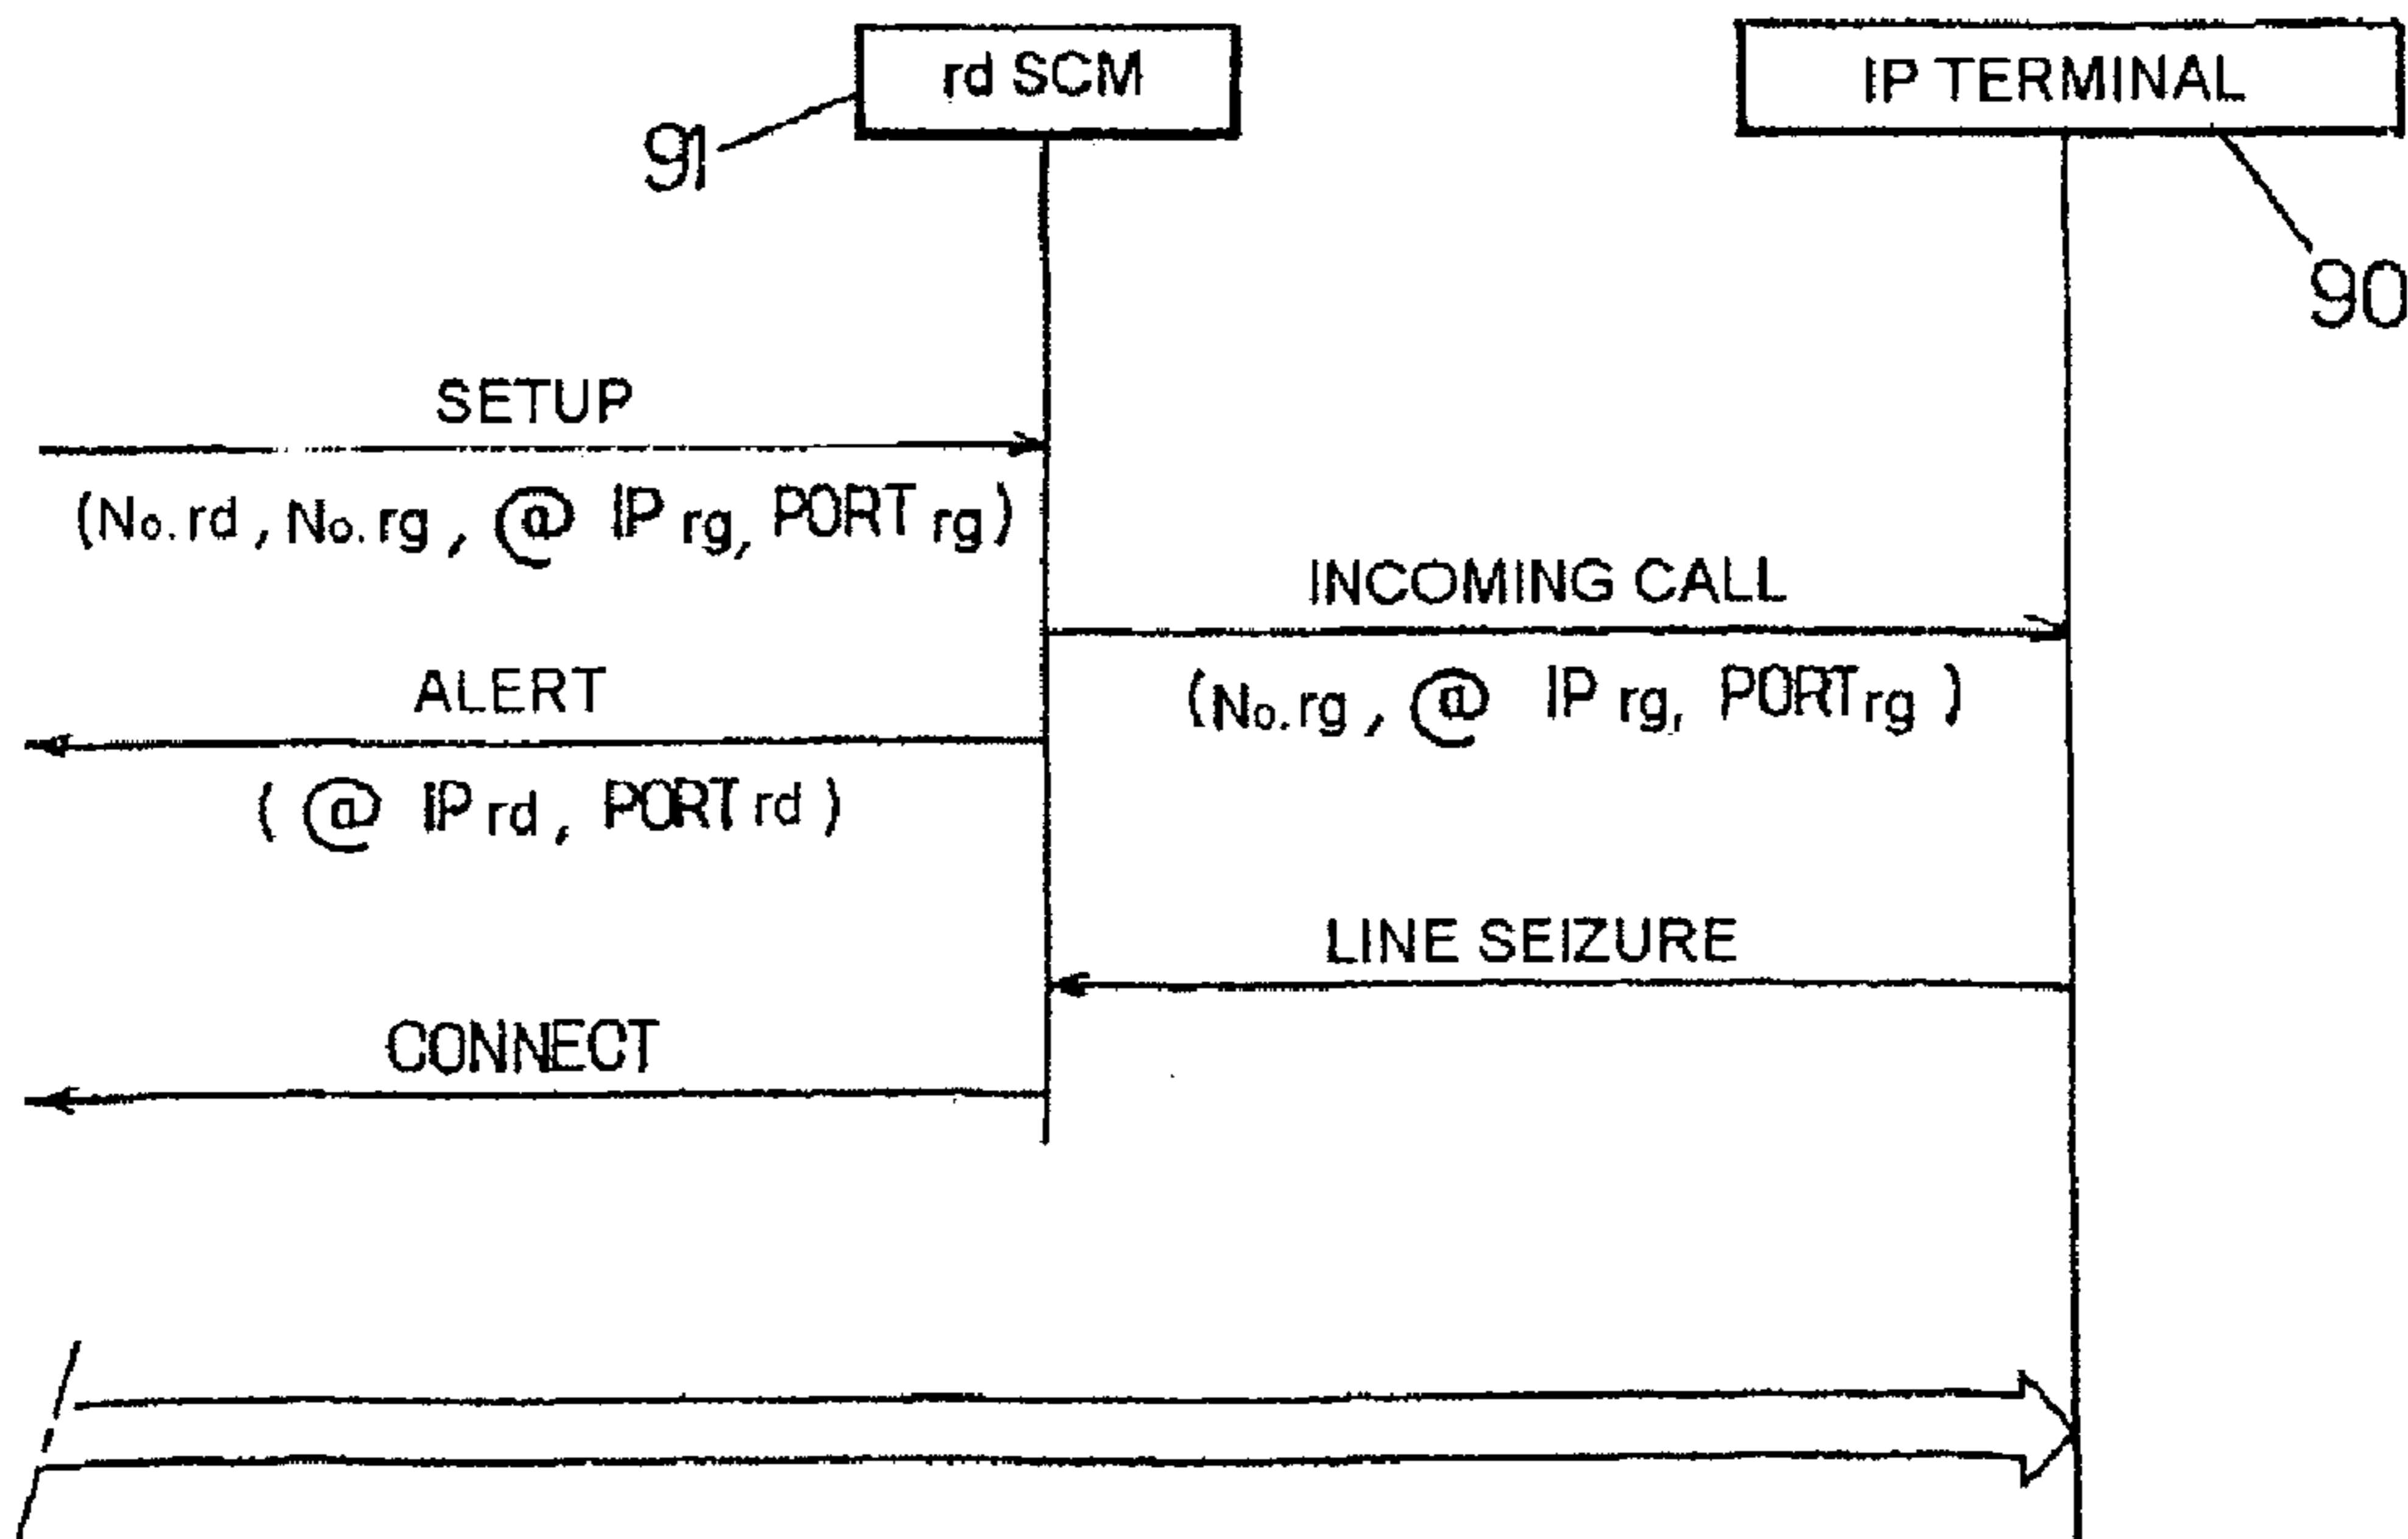 rd SCM
IP TERMINAL
91
90
SETUP
(No.rd, No.rg, @ IP rg, PORT rg)
INCOMING CALL
(No.rg, @ IP rg, PORT rg)
ALERT
( @ IP rd, PORT rd )
LINE SEIZURE
CONNECT